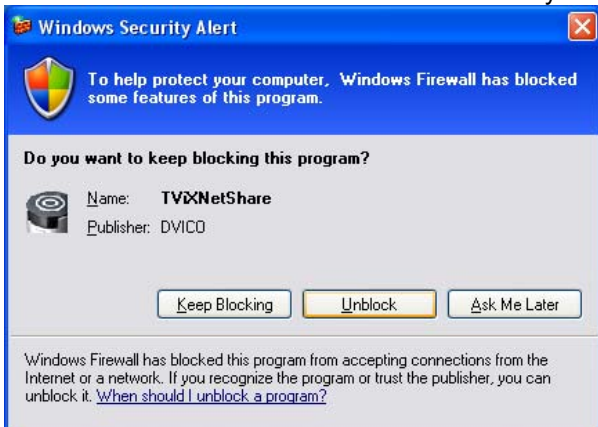 Windows Security Alert
To help protect your computer, Windows Firewall has blocked
some features of this program.
Do you want to keep blocking this program?
Name: TViXNetShare
Publisher: DVICO
Keep Blocking Unblock Ask Me Later
Windows Firewall has blocked this program from accepting connections from the
Internet or a network. If you recognize the program or trust the publisher, you can
unblock it. When should I unblock a program?